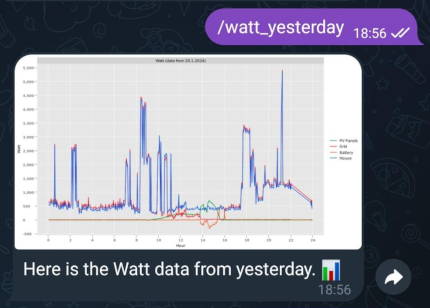 /watt_yesterday 18:56
Watt (data from 20.1.2024)
5,500
5,000
4,500
4,000
3,500
3,000
2,500
2,000
1,500
1,000
500
0
-500
Watt
0 2 4 6 8 10 12 14 16 18 20 22 24
Hour
PV Panels
Grid
Battery
House
Here is the Watt data from yesterday. 📊
18:56